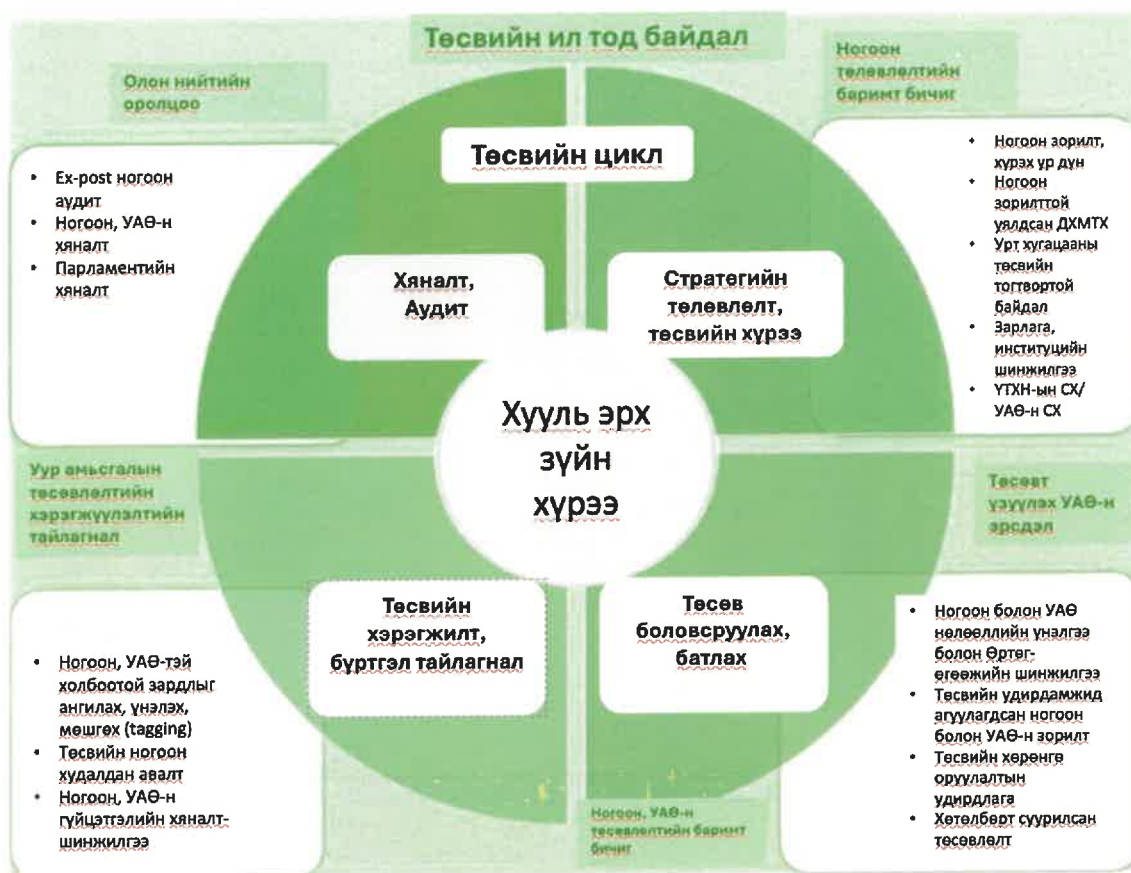 Төсвийн ил тод байдал
Олон нийтийн
оролцоо
Ногоон
төлөвлөлтийн
баримт бичиг
Төсвийн цикл
• Ex-post ногоон
аудит
• Ногоон, УАӨ-н
хяналт
• Парламентийн
хяналт
Хяналт,
Аудит
Стратегийн
төлөвлөлт,
төсвийн хүрээ
• Ногоон зорилт,
хүрэх үр дүн
• Ногоон
зорилттой
уялдсан ДХМТХ
• Урт хугацааны
төсвийн
тогтвортой
байдал
• Зарлага,
институцийн
шинжилгээ
• ҮТХН-ын СХ/
УАӨ-н СХ
Хууль эрх
зүйн
хүрээ
Уур амьсгалын
төсөвлөлтийн
хэрэгжүүлэлтийн
тайлагнал
Төсөвт
үзүүлэх УАӨ-н
эрсдэл
Төсвийн
хэрэгжилт,
бүртгэл тайлагнал
Төсөв
боловсруулах,
батлах
• Ногоон, УАӨ-тэй
холбоотой зардлыг
ангилах, үнэлэх,
мөшгөх (tagging)
• Төсвийн ногоон
худалдан авалт
• Ногоон, УАӨ-н
гүйцэтгэлийн хяналт-
шинжилгээ
• Ногоон болон УАӨ
нөлөөллийн үнэлгээ
болон Өртөг-
өгөөжийн шинжилгээ
• Төсвийн удирдамжид
агуулагдсан ногоон
болон УАӨ-н зорилт
• Төсвийн хөрөнгө
оруулалтын
удирдлага
• Хөтөлбөрт суурилсан
төсөвлөлт
Ногоон, УАӨ-н
төсөвлөлтийн баримт
бичиг